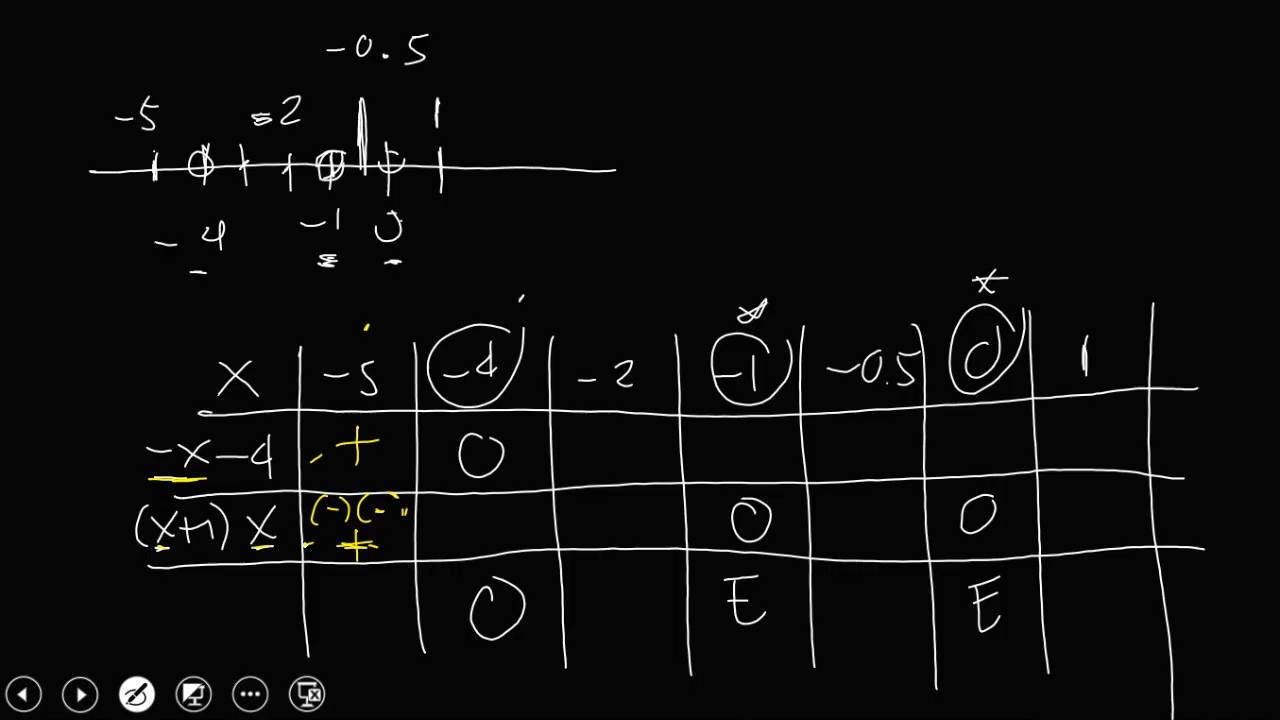 -0.5
-5 -2 1
-4 -1 0
X -5 -4 -2 -1 -0.5 0 1
-X-4 + 0
(X+1) X (-)(-) + 0 0
0 E E